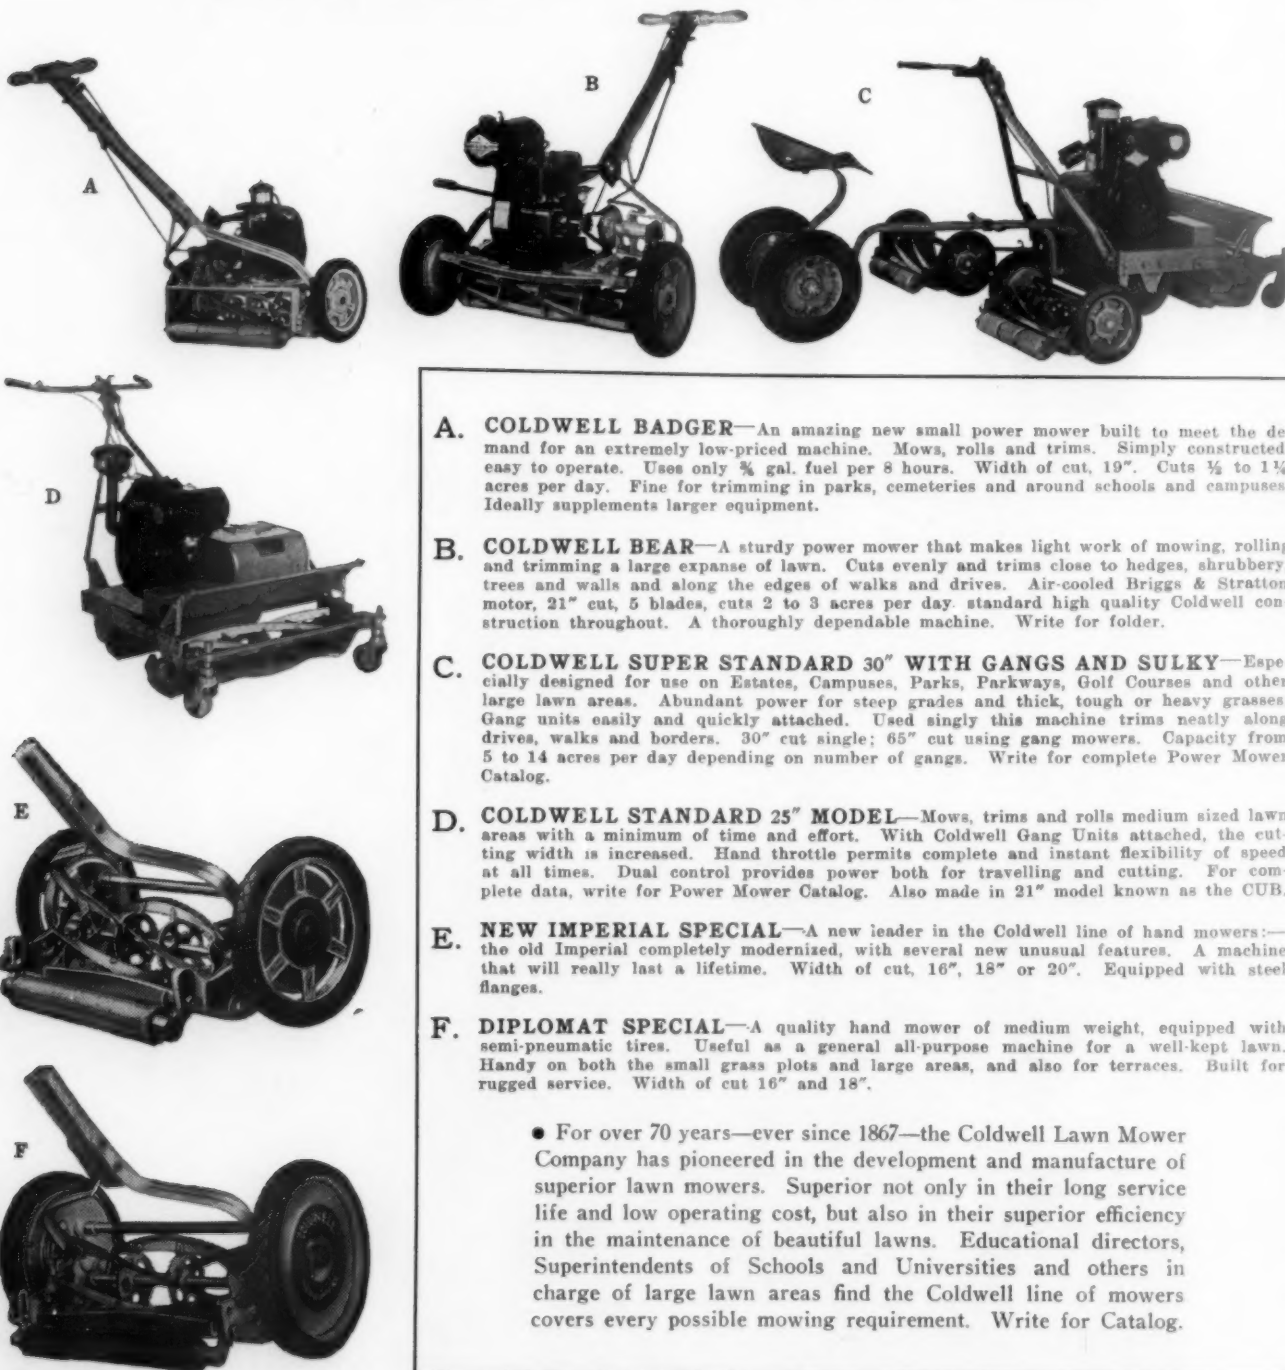 A
B
C
D
E
F
A. COLDWELL BADGER—An amazing new small power mower built to meet the de
mand for an extremely low-priced machine. Mows, rolls and trims. Simply constructed
easy to operate. Uses only ¾ gal. fuel per 8 hours. Width of cut, 19". Cuts ½ to 1¼
acres per day. Fine for trimming in parks, cemeteries and around schools and campuses
Ideally supplements larger equipment.
B. COLDWELL BEAR—A sturdy power mower that makes light work of mowing, rolling
and trimming a large expanse of lawn. Cuts evenly and trims close to hedges, shrubbery
trees and walls and along the edges of walks and drives. Air-cooled Briggs & Stratton
motor, 21" cut, 5 blades, cuts 2 to 3 acres per day. standard high quality Coldwell con
struction throughout. A thoroughly dependable machine. Write for folder.
C. COLDWELL SUPER STANDARD 30" WITH GANGS AND SULKY—Espe
cially designed for use on Estates, Campuses, Parks, Parkways, Golf Courses and other
large lawn areas. Abundant power for steep grades and thick, tough or heavy grasses
Gang units easily and quickly attached. Used singly this machine trims neatly along
drives, walks and borders. 30" cut single; 65" cut using gang mowers. Capacity from
5 to 14 acres per day depending on number of gangs. Write for complete Power Mower
Catalog.
D. COLDWELL STANDARD 25" MODEL—Mows, trims and rolls medium sized lawn
areas with a minimum of time and effort. With Coldwell Gang Units attached, the cut-
ting width is increased. Hand throttle permits complete and instant flexibility of speed
at all times. Dual control provides power both for travelling and cutting. For com-
plete data, write for Power Mower Catalog. Also made in 21" model known as the CUB.
E. NEW IMPERIAL SPECIAL—A new leader in the Coldwell line of hand mowers:—
the old Imperial completely modernized, with several new unusual features. A machine
that will really last a lifetime. Width of cut, 16", 18" or 20". Equipped with steel
flanges.
F. DIPLOMAT SPECIAL—A quality hand mower of medium weight, equipped with
semi-pneumatic tires. Useful as a general all-purpose machine for a well-kept lawn.
Handy on both the small grass plots and large areas, and also for terraces. Built for
rugged service. Width of cut 16" and 18".
● For over 70 years—ever since 1867—the Coldwell Lawn Mower
Company has pioneered in the development and manufacture of
superior lawn mowers. Superior not only in their long service
life and low operating cost, but also in their superior efficiency
in the maintenance of beautiful lawns. Educational directors,
Superintendents of Schools and Universities and others in
charge of large lawn areas find the Coldwell line of mowers
covers every possible mowing requirement. Write for Catalog.